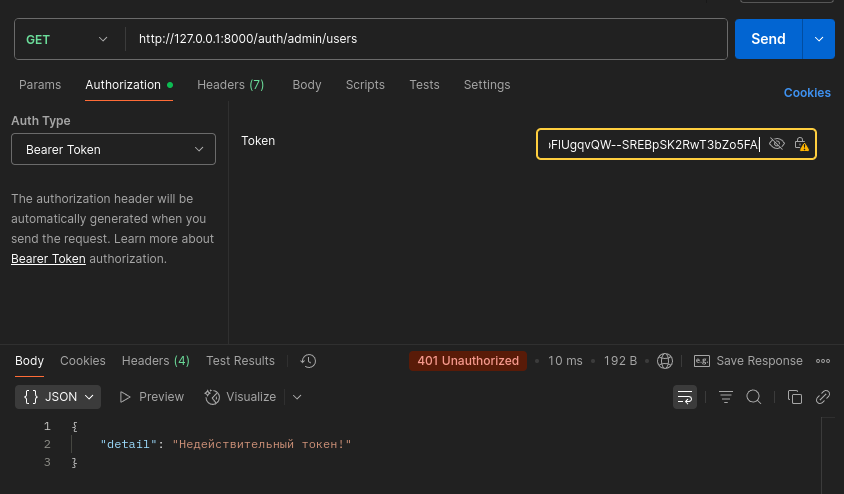 GET http://127.0.0.1:8000/auth/admin/users Send
Params Authorization Headers (7) Body Scripts Tests Settings Cookies
Auth Type
Bearer Token
The authorization header will be
automatically generated when you
send the request. Learn more about
Bearer Token authorization.
Token FlUgqvQW--SREBpSK2RwT3bZo5FA
Body Cookies Headers (4) Test Results 401 Unauthorized • 10 ms • 192 B • e.g. Save Response
{} JSON Preview Visualize
1 {
2 "detail": "Недействительный токен!"
3 }